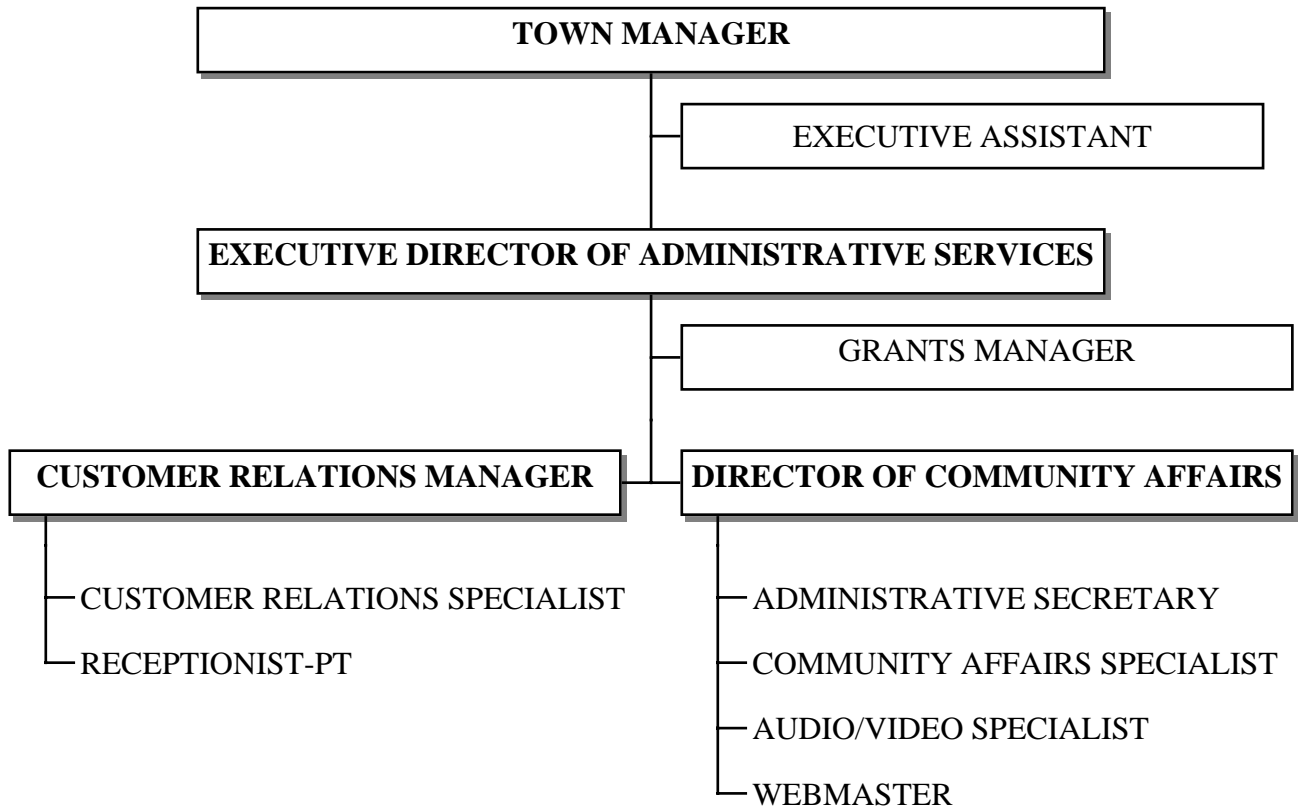 TOWN MANAGER
EXECUTIVE ASSISTANT
EXECUTIVE DIRECTOR OF ADMINISTRATIVE SERVICES
GRANTS MANAGER
CUSTOMER RELATIONS MANAGER
CUSTOMER RELATIONS SPECIALIST
RECEPTIONIST-PT
DIRECTOR OF COMMUNITY AFFAIRS
ADMINISTRATIVE SECRETARY
COMMUNITY AFFAIRS SPECIALIST
AUDIO/VIDEO SPECIALIST
WEBMASTER